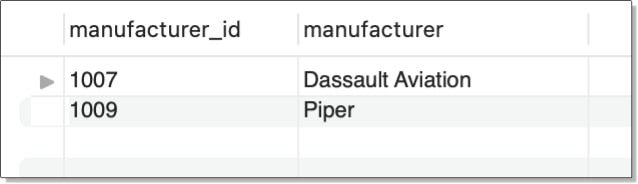 manufacturer_id manufacturer
1007 Dassault Aviation
1009 Piper